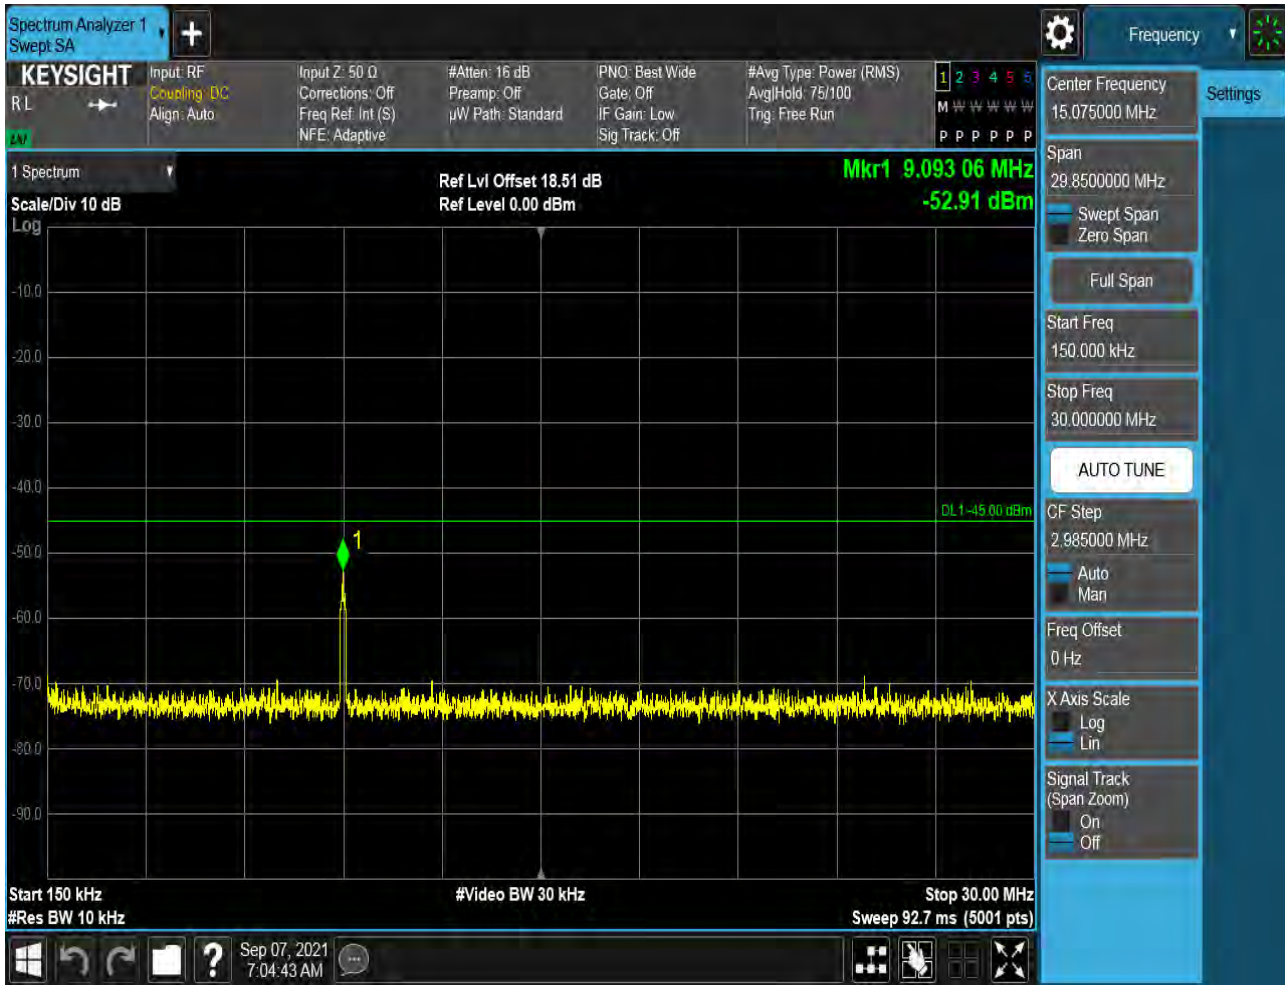 Spectrum Analyzer 1
Swept SA
Frequency
KEYSIGHT
R L
LNI
Input: RF
Coupling: DC
Align: Auto
Input Z: 50 Ω
Corrections: Off
Freq Ref: Int (S)
NFE: Adaptive
#Atten: 16 dB
Preamp: Off
µW Path: Standard
PNO: Best Wide
Gate: Off
IF Gain: Low
Sig Track: Off
#Avg Type: Power (RMS)
Avg|Hold: 75/100
Trig: Free Run
1 2 3 4 5 6
M W W W W W
P P P P P P
1 Spectrum
Scale/Div 10 dB
Log
Ref Lvl Offset 18.51 dB
Ref Level 0.00 dBm
Mkr1 9.093 06 MHz
-52.91 dBm
-10.0
-20.0
-30.0
-40.0
DL1 -45.00 dBm
1
-50.0
-60.0
-70.0
-80.0
-90.0
Start 150 kHz
#Res BW 10 kHz
#Video BW 30 kHz
Stop 30.00 MHz
Sweep 92.7 ms (5001 pts)
Center Frequency
15.075000 MHz
Settings
Span
29.8500000 MHz
Swept Span
Zero Span
Full Span
Start Freq
150.000 kHz
Stop Freq
30.000000 MHz
AUTO TUNE
CF Step
2.985000 MHz
Auto
Man
Freq Offset
0 Hz
X Axis Scale
Log
Lin
Signal Track
(Span Zoom)
On
Off
?
Sep 07, 2021
7:04:43 AM